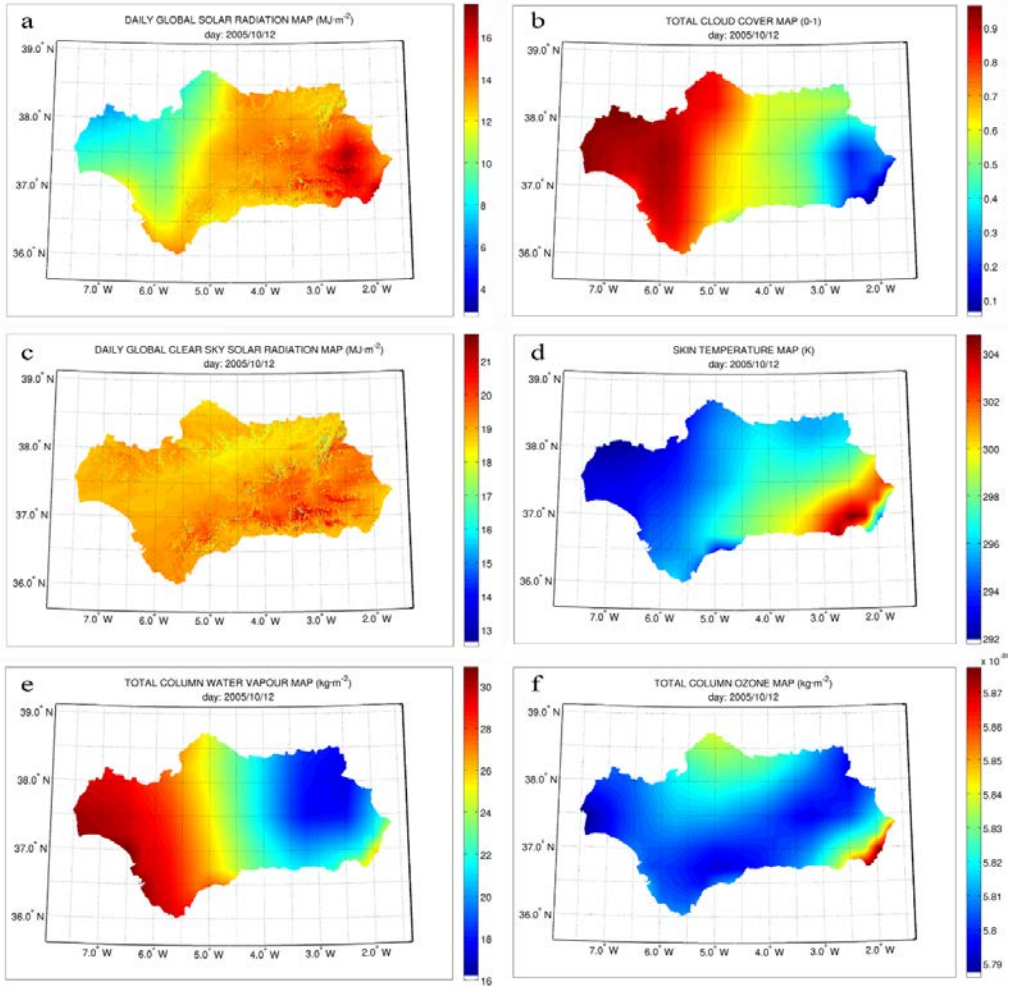 a
DAILY GLOBAL SOLAR RADIATION MAP (MJ·m⁻²)
day: 2005/10/12
39.0° N
38.0° N
37.0° N
36.0° N
7.0° W 6.0° W 5.0° W 4.0° W 3.0° W 2.0° W
16
14
12
10
8
6
4
b
TOTAL CLOUD COVER MAP (0-1)
day: 2005/10/12
39.0° N
38.0° N
37.0° N
36.0° N
7.0° W 6.0° W 5.0° W 4.0° W 3.0° W 2.0° W
0.9
0.8
0.7
0.6
0.5
0.4
0.3
0.2
0.1
c
DAILY GLOBAL CLEAR SKY SOLAR RADIATION MAP (MJ·m⁻²)
day: 2005/10/12
39.0° N
38.0° N
37.0° N
36.0° N
7.0° W 6.0° W 5.0° W 4.0° W 3.0° W 2.0° W
21
20
19
18
17
16
15
14
13
d
SKIN TEMPERATURE MAP (K)
day: 2005/10/12
39.0° N
38.0° N
37.0° N
36.0° N
7.0° W 6.0° W 5.0° W 4.0° W 3.0° W 2.0° W
304
302
300
298
296
294
292
e
TOTAL COLUMN WATER VAPOUR MAP (kg·m⁻²)
day: 2005/10/12
39.0° N
38.0° N
37.0° N
36.0° N
7.0° W 6.0° W 5.0° W 4.0° W 3.0° W 2.0° W
30
28
26
24
22
20
18
16
f
TOTAL COLUMN OZONE MAP (kg·m⁻²)
day: 2005/10/12
39.0° N
38.0° N
37.0° N
36.0° N
7.0° W 6.0° W 5.0° W 4.0° W 3.0° W 2.0° W
x 10
5.87
5.86
5.85
5.84
5.83
5.82
5.81
5.8
5.79